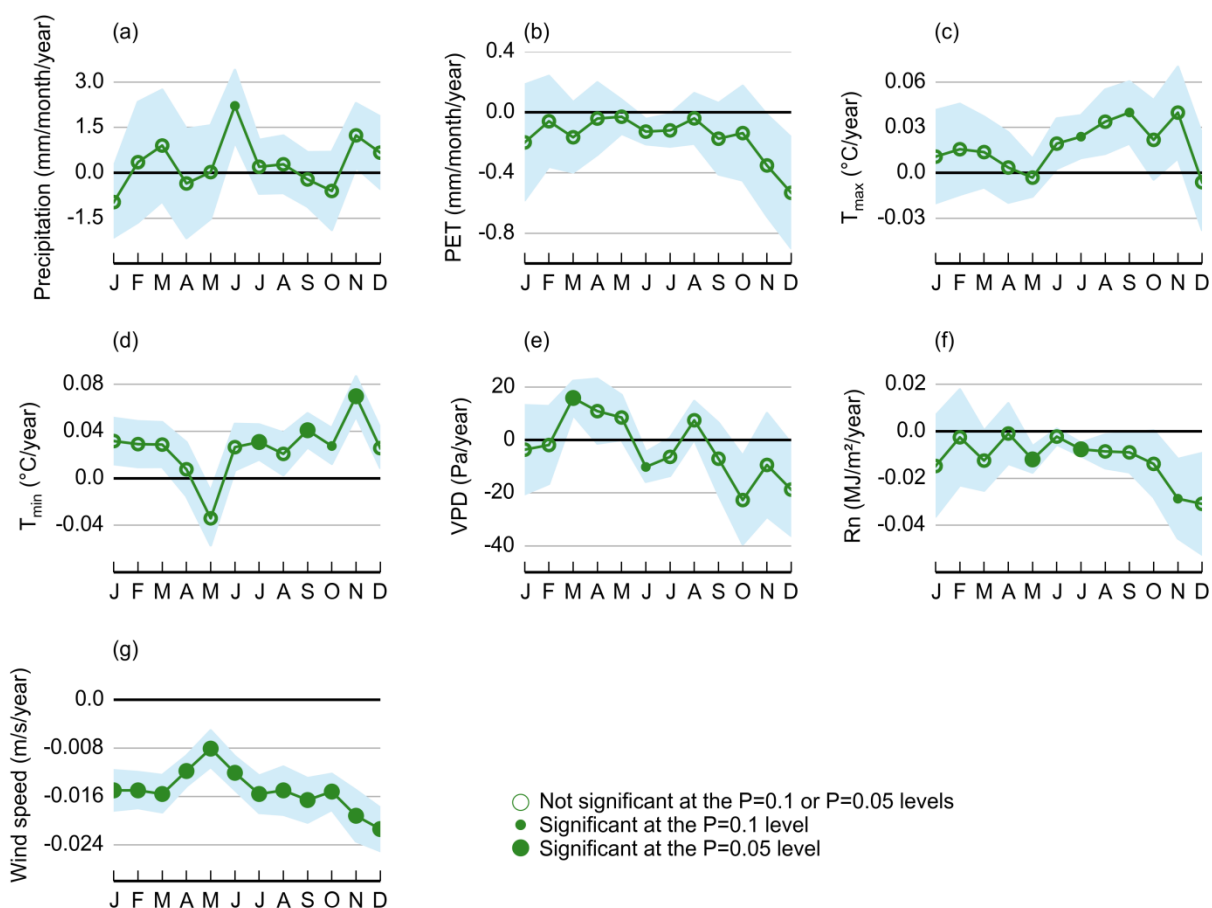 (a)
Precipitation (mm/month/year)
3.0
1.5
0.0
-1.5
J F M A M J J A S O N D
(b)
PET (mm/month/year)
0.4
0.0
-0.4
-0.8
J F M A M J J A S O N D
(c)
Tmax (°C/year)
0.06
0.03
0.00
-0.03
J F M A M J J A S O N D
(d)
Tmin (°C/year)
0.08
0.04
0.0
-0.04
J F M A M J J A S O N D
(e)
VPD (Pa/year)
20
0
-20
-40
J F M A M J J A S O N D
(f)
Rn (MJ/m²/year)
0.02
0.0
-0.02
-0.04
J F M A M J J A S O N D
(g)
Wind speed (m/s/year)
0.0
-0.008
-0.016
-0.024
J F M A M J J A S O N D
Not significant at the P=0.1 or P=0.05 levels
Significant at the P=0.1 level
Significant at the P=0.05 level